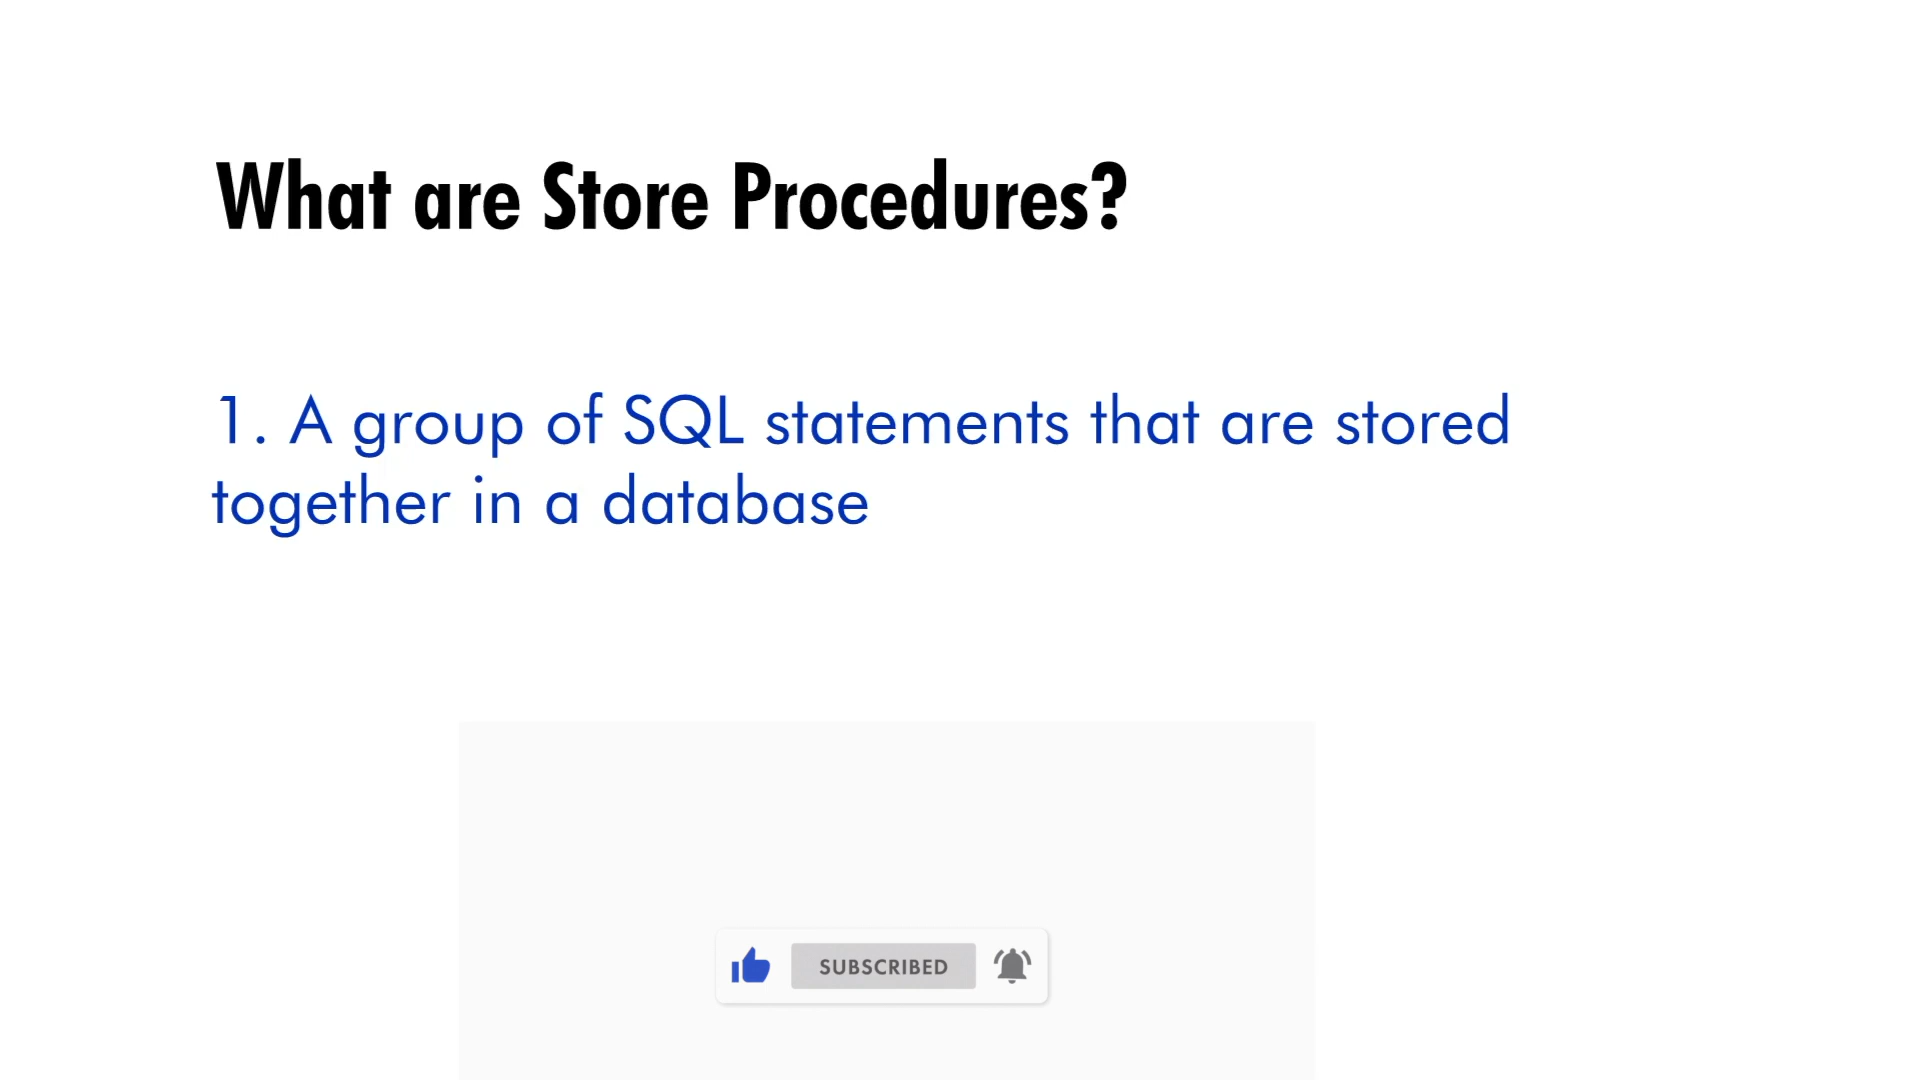 What are Store Procedures?
1. A group of SQL statements that are stored
together in a database
SUBSCRIBED